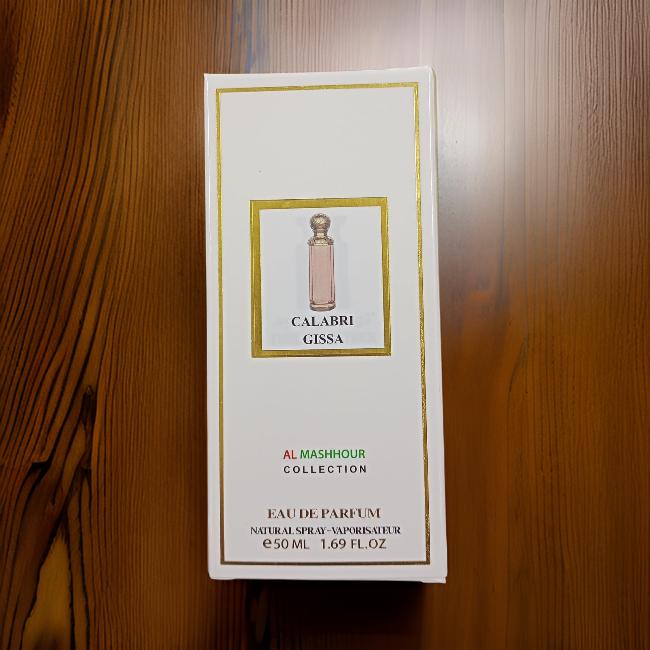 CALABRI
GISSA
AL MASHHOUR
COLLECTION
EAU DE PARFUM
NATURAL SPRAY-VAPORISATEUR
℮50 ML 1.69 FL.OZ